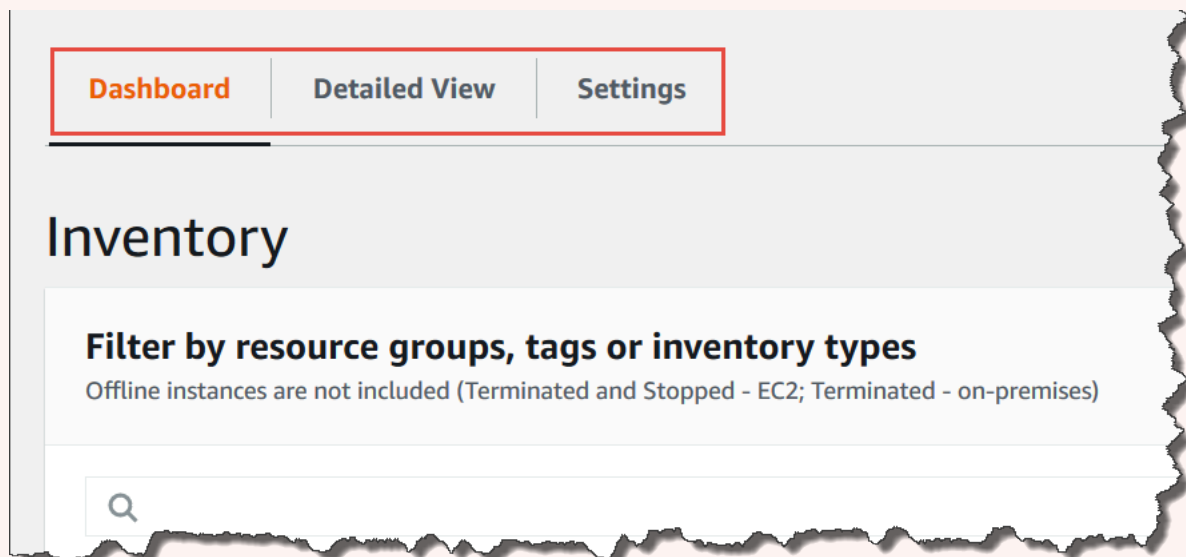 Dashboard Detailed View Settings
Inventory
Filter by resource groups, tags or inventory types
Offline instances are not included (Terminated and Stopped - EC2; Terminated - on-premises)